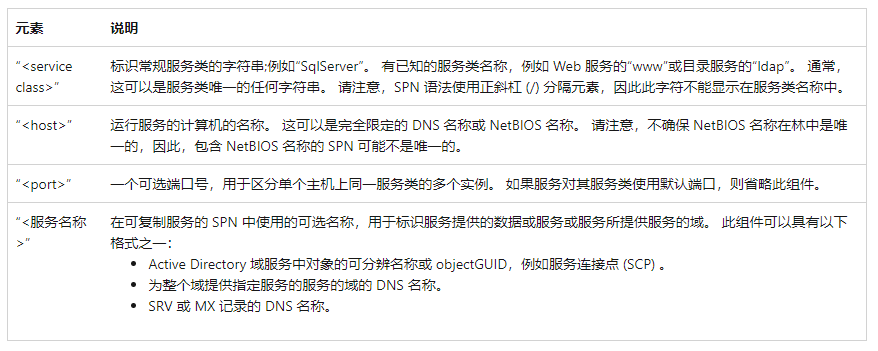 元素 说明
“<service 标识常规服务类的字符串;例如“SqlServer”。 有已知的服务类名称，例如 Web 服务的“www”或目录服务的“ldap”。 通常，
class>” 这可以是服务类唯一的任何字符串。 请注意，SPN 语法使用正斜杠 (/) 分隔元素，因此此字符不能显示在服务类名称中。
“<host>” 运行服务的计算机的名称。 这可以是完全限定的 DNS 名称或 NetBIOS 名称。 请注意，不确保 NetBIOS 名称在林中是唯
一的，因此，包含 NetBIOS 名称的 SPN 可能不是唯一的。
“<port>” 一个可选端口号，用于区分单个主机上同一服务类的多个实例。 如果服务对其服务类使用默认端口，则省略此组件。
“<服务名称 在可复制服务的 SPN 中使用的可选名称，用于标识服务提供的数据或服务或服务所提供服务的域。 此组件可以具有以下
>” 格式之一：
• Active Directory 域服务中对象的可分辨名称或 objectGUID，例如服务连接点 (SCP) 。
• 为整个域提供指定服务的服务的域的 DNS 名称。
• SRV 或 MX 记录的 DNS 名称。